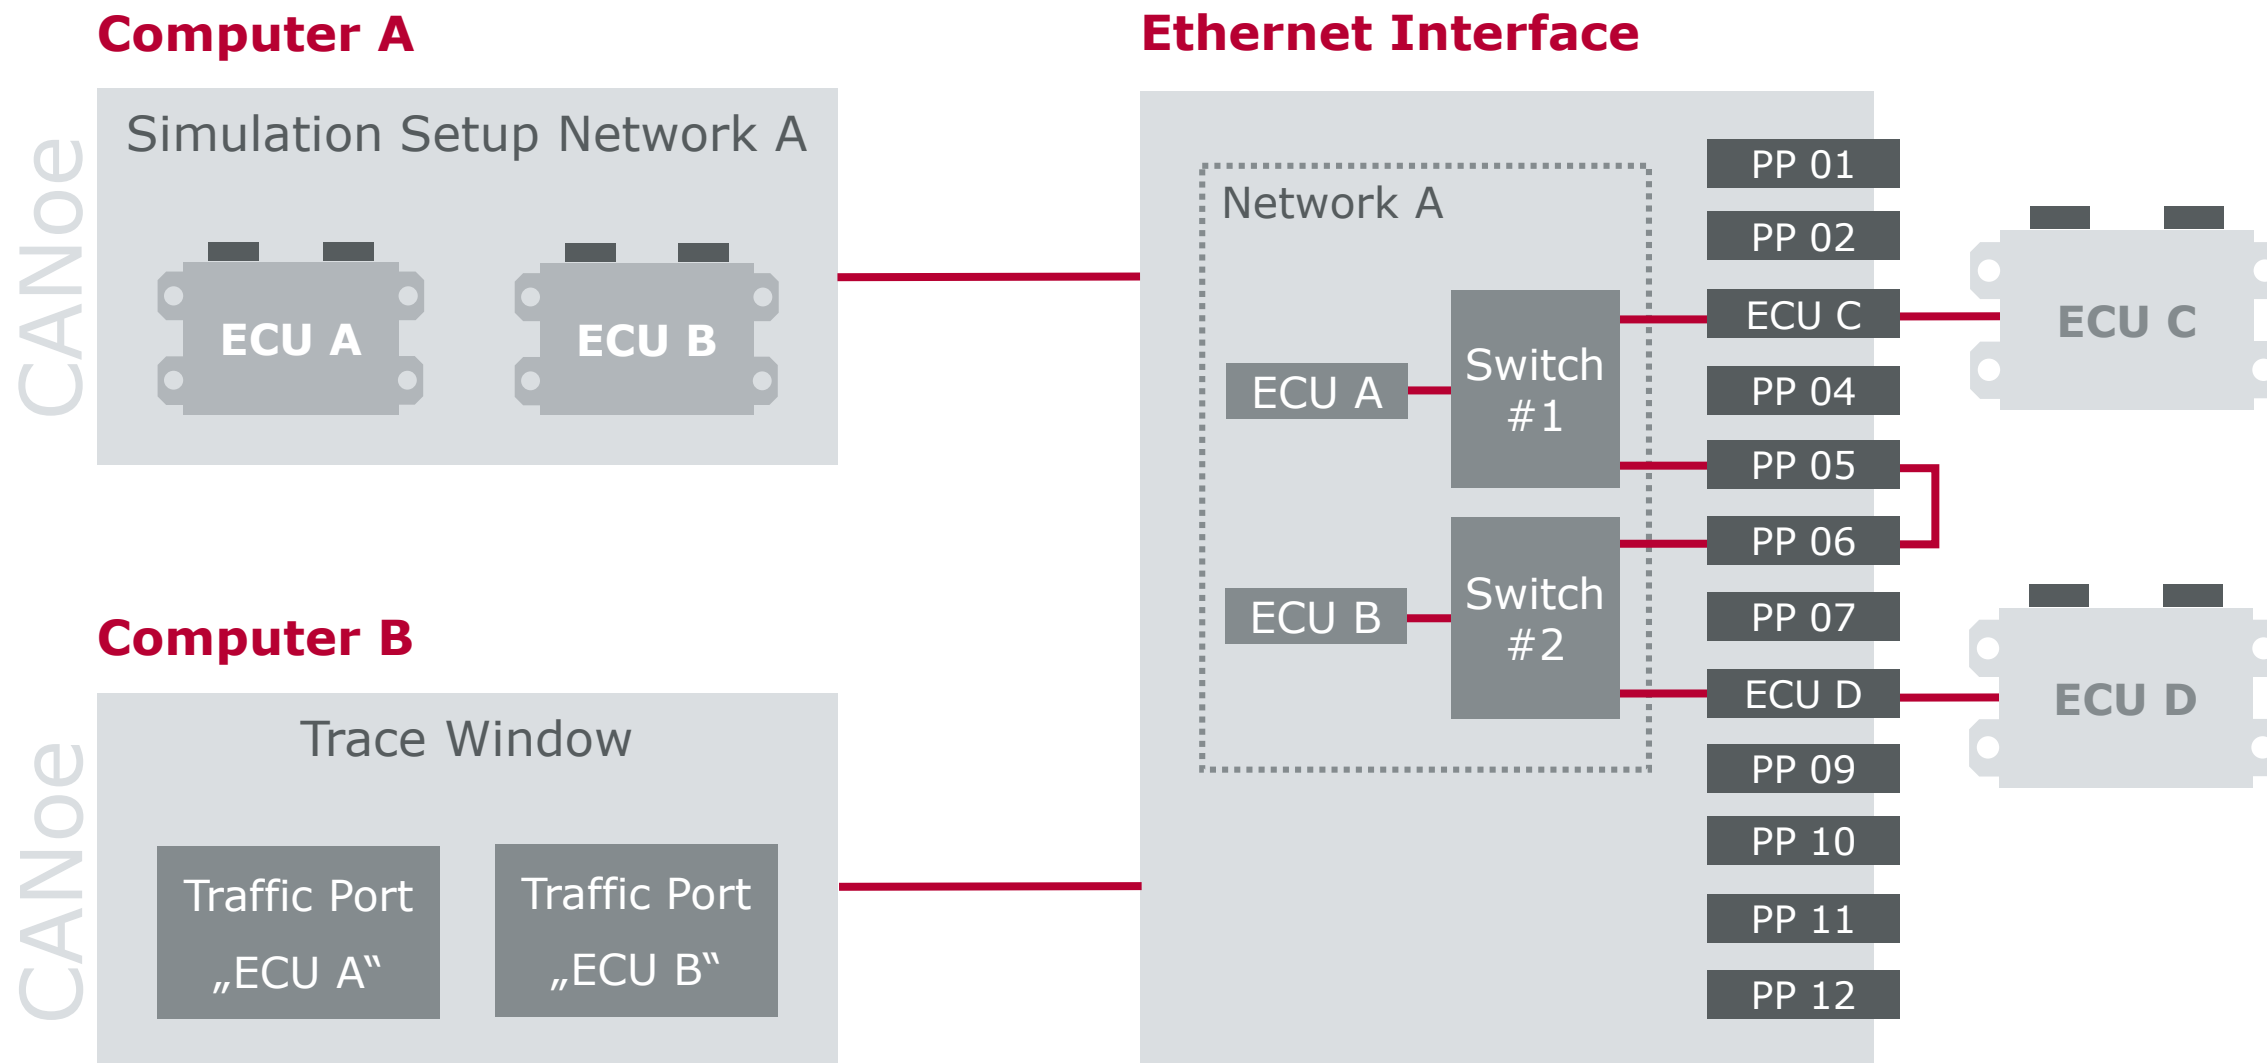 Computer A
CANoe
Simulation Setup Network A
ECU A
ECU B
Computer B
CANoe
Trace Window
Traffic Port
„ECU A“
Traffic Port
„ECU B“
Ethernet Interface
Network A
ECU A
Switch
#1
ECU B
Switch
#2
PP 01
PP 02
ECU C
PP 04
PP 05
PP 06
PP 07
ECU D
PP 09
PP 10
PP 11
PP 12
ECU C
ECU D